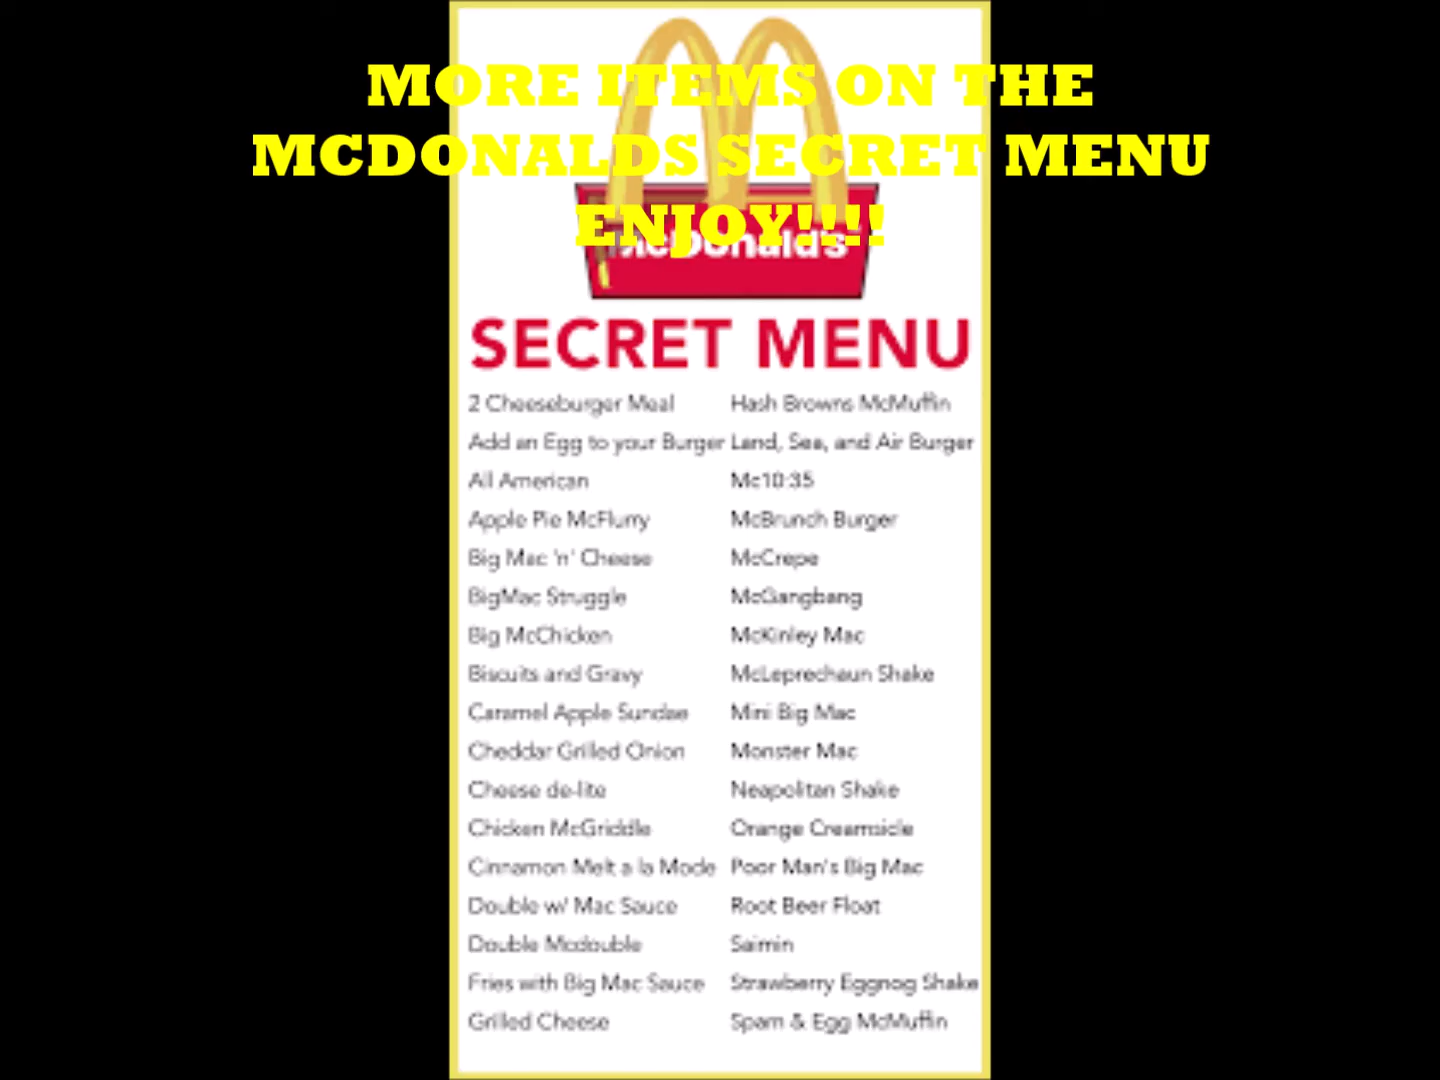 MORE ITEMS ON THE
MCDONALDS SECRET MENU
ENJOY!!!!
McDonald's
SECRET MENU
2 Cheeseburger Meal
Add an Egg to your Burger
All American
Apple Pie McFlurry
Big Mac 'n' Cheese
BigMac Struggle
Big McChicken
Biscuits and Gravy
Caramel Apple Sundae
Cheddar Grilled Onion
Cheese de-lite
Chicken McGriddle
Cinnamon Melt a la Mode
Double w/ Mac Sauce
Double Mcdouble
Fries with Big Mac Sauce
Grilled Cheese
Hash Browns McMuffin
Land, Sea, and Air Burger
Mc10:35
McBrunch Burger
McCrepe
McGangbang
McKinley Mac
McLeprechaun Shake
Mini Big Mac
Monster Mac
Neapolitan Shake
Orange Creamsicle
Poor Man's Big Mac
Root Beer Float
Saimin
Strawberry Eggnog Shake
Spam & Egg McMuffin